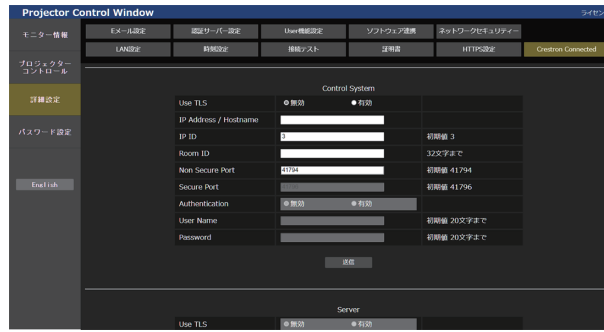 Projector Control Window
ライセン
モニター情報
プロジェクター
コントロール
詳細設定
パスワード設定
English
Eメール設定 認証サーバー設定 User機能設定 ソフトウェア連携 ネットワークセキュリティー
LAN設定 時刻設定 接続テスト 証明書 HTTPS設定 Crestron Connected
Control System
Use TLS 無効 有効
IP Address / Hostname
IP ID 3 初期値 3
Room ID 32文字まで
Non Secure Port 41794 初期値 41794
Secure Port 初期値 41796
Authentication 無効 有効
User Name 初期値 20文字まで
Password 初期値 20文字まで
送信
Server
Use TLS 無効 有効